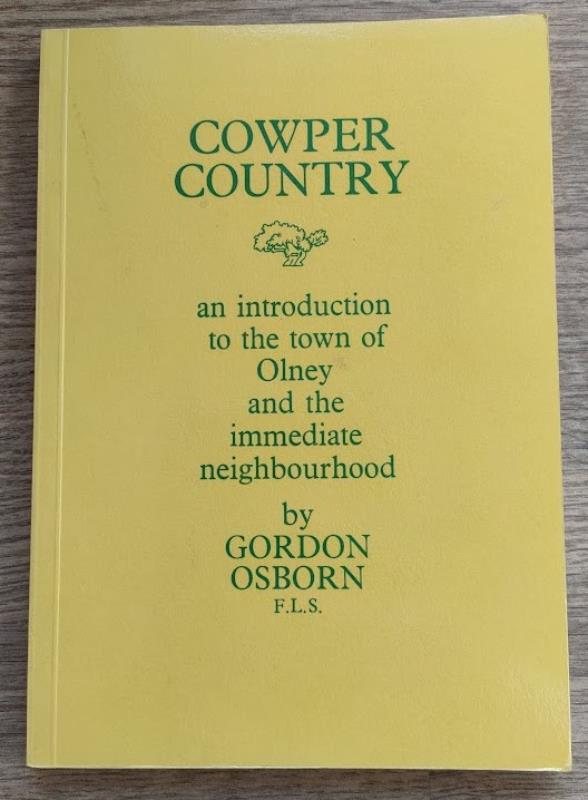 COWPER
COUNTRY
an introduction
to the town of
Olney
and the
immediate
neighbourhood
by
GORDON
OSBORN
F.L.S.